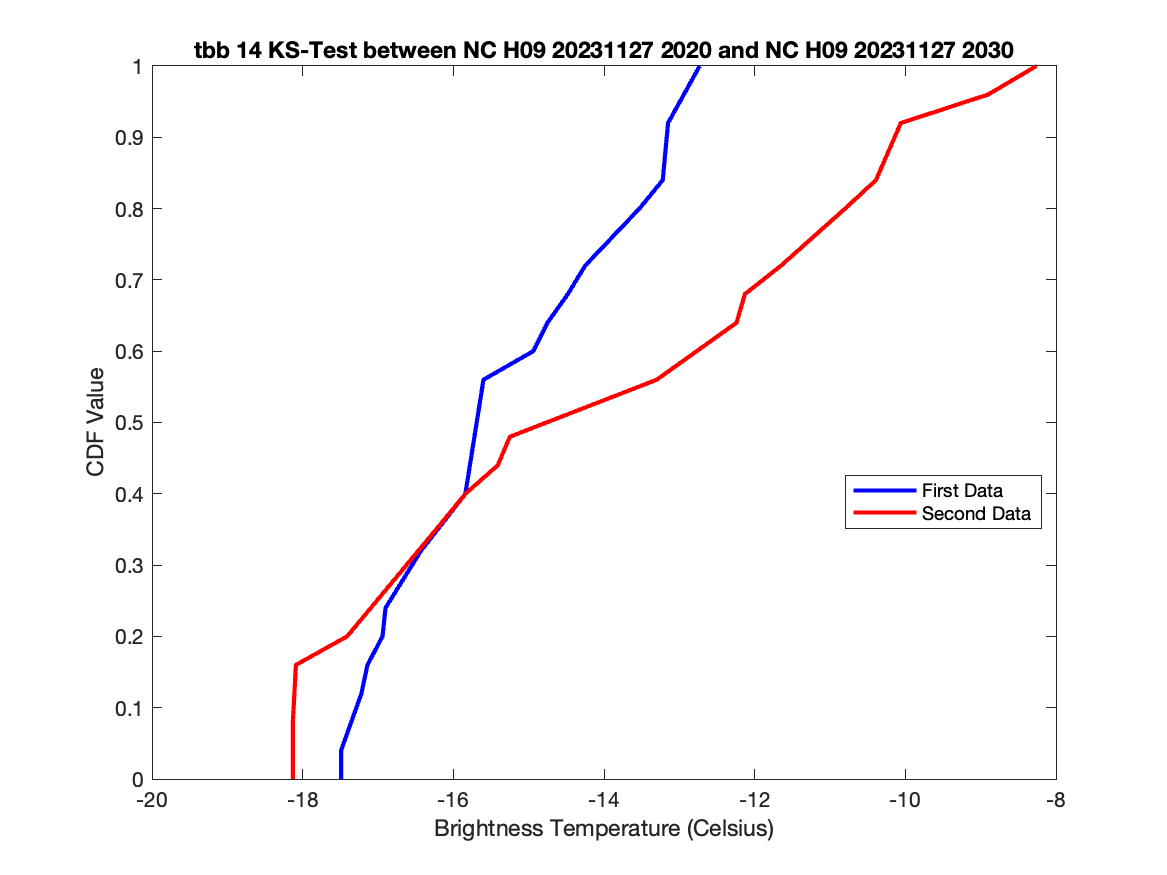 tbb 14 KS-Test between NC H09 20231127 2020 and NC H09 20231127 2030
1
0.9
0.8
0.7
0.6
0.5
0.4
0.3
0.2
0.1
0
CDF Value
First Data
Second Data
-20 -18 -16 -14 -12 -10 -8
Brightness Temperature (Celsius)